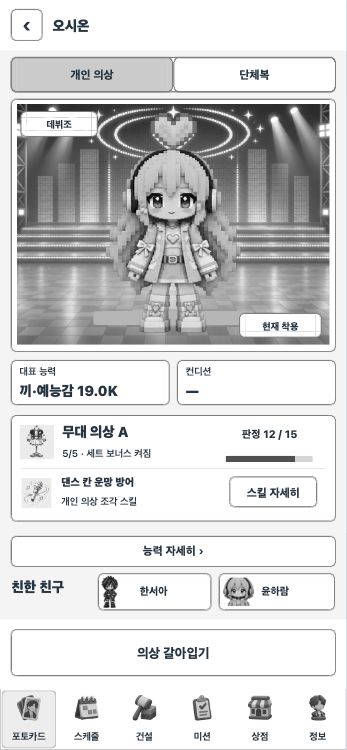 오시온
개인 의상
단체복
데뷔조
현재 착용
대표 능력
끼·예능감 19.0K
컨디션
—
무대 의상 A
판정 12 / 15
5/5 · 세트 보너스 켜짐
댄스 칸 운망 방어
개인 의상 조각 스킬
스킬 자세히
능력 자세히 ›
친한 친구
한서아
윤하람
의상 갈아입기
포토카드
스케줄
건설
미션
상점
정보